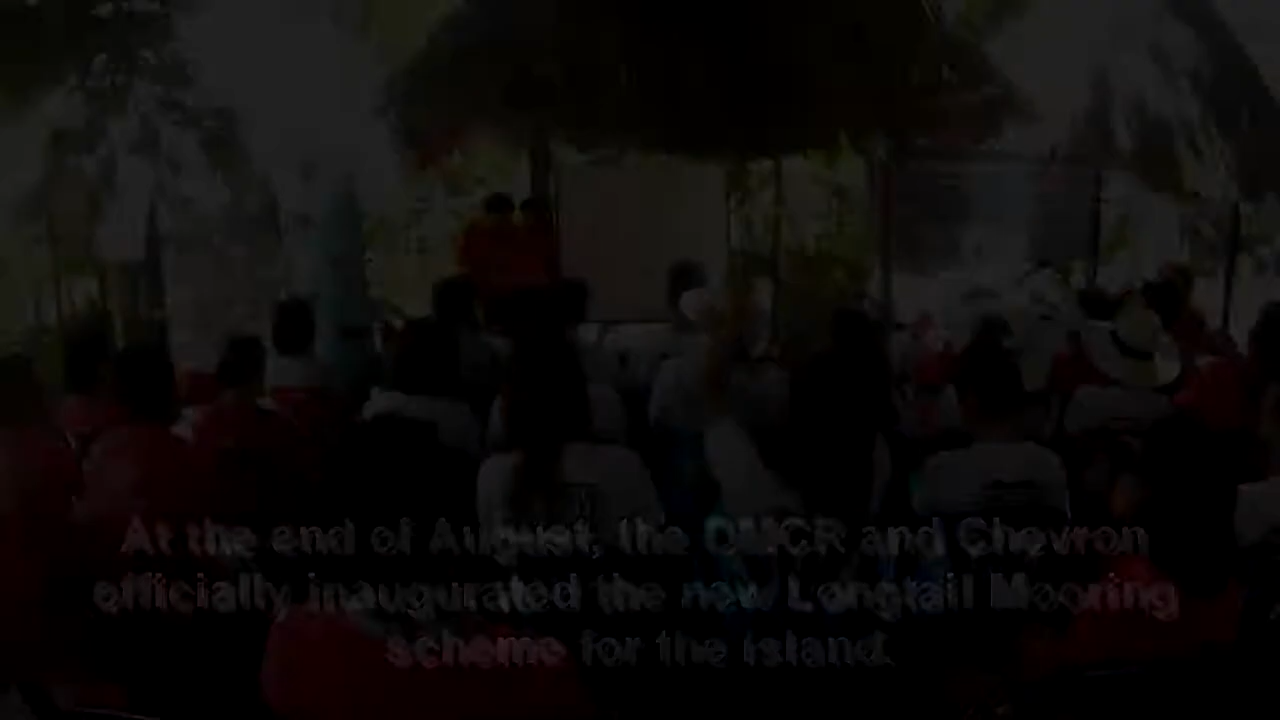 At the end of August, the DMCR and Chevron
officially inaugurated the new Longtail Mooring
scheme for the island.